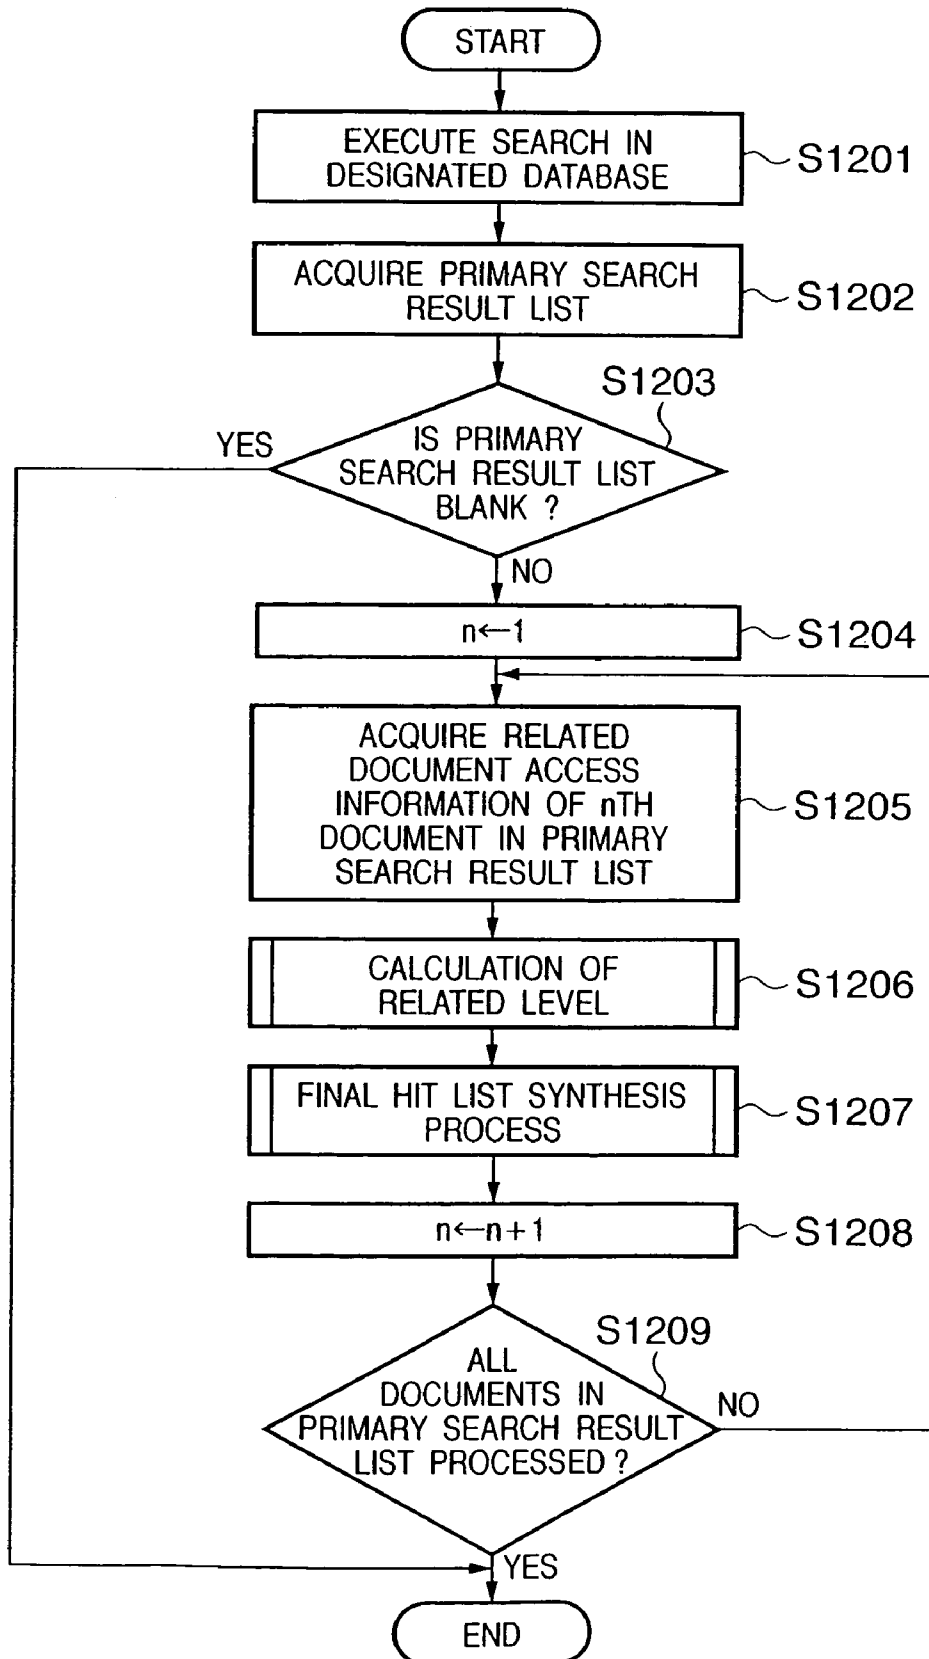 START
EXECUTE SEARCH IN
DESIGNATED DATABASE
S1201
ACQUIRE PRIMARY SEARCH
RESULT LIST
S1202
S1203
YES
IS PRIMARY
SEARCH RESULT LIST
BLANK ?
NO
n←1
S1204
ACQUIRE RELATED
DOCUMENT ACCESS
INFORMATION OF nTH
DOCUMENT IN PRIMARY
SEARCH RESULT LIST
S1205
CALCULATION OF
RELATED LEVEL
S1206
FINAL HIT LIST SYNTHESIS
PROCESS
S1207
n←n+1
S1208
S1209
ALL
DOCUMENTS IN
PRIMARY SEARCH RESULT
LIST PROCESSED ?
NO
YES
END